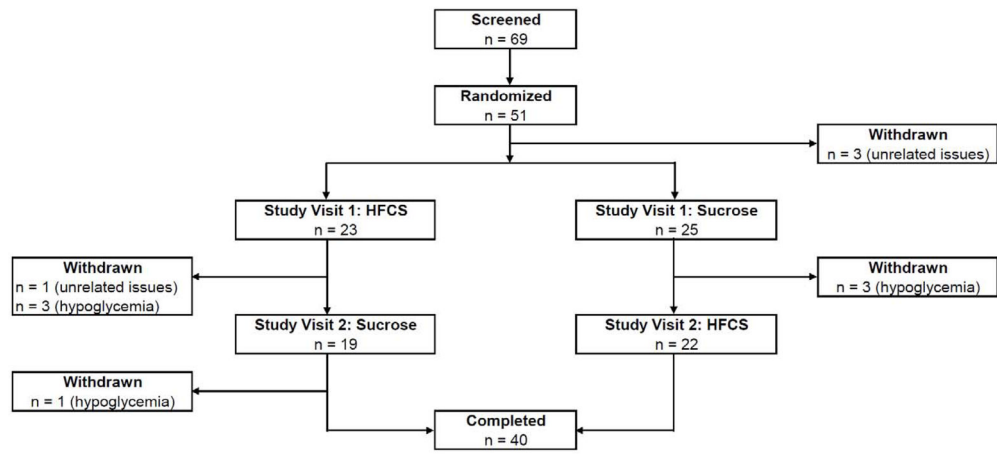 Screened
n = 69
Randomized
n = 51
Withdrawn
n = 3 (unrelated issues)
Study Visit 1: HFCS
n = 23
Study Visit 1: Sucrose
n = 25
Withdrawn
n = 1 (unrelated issues)
n = 3 (hypoglycemia)
Withdrawn
n = 3 (hypoglycemia)
Study Visit 2: Sucrose
n = 19
Study Visit 2: HFCS
n = 22
Withdrawn
n = 1 (hypoglycemia)
Completed
n = 40